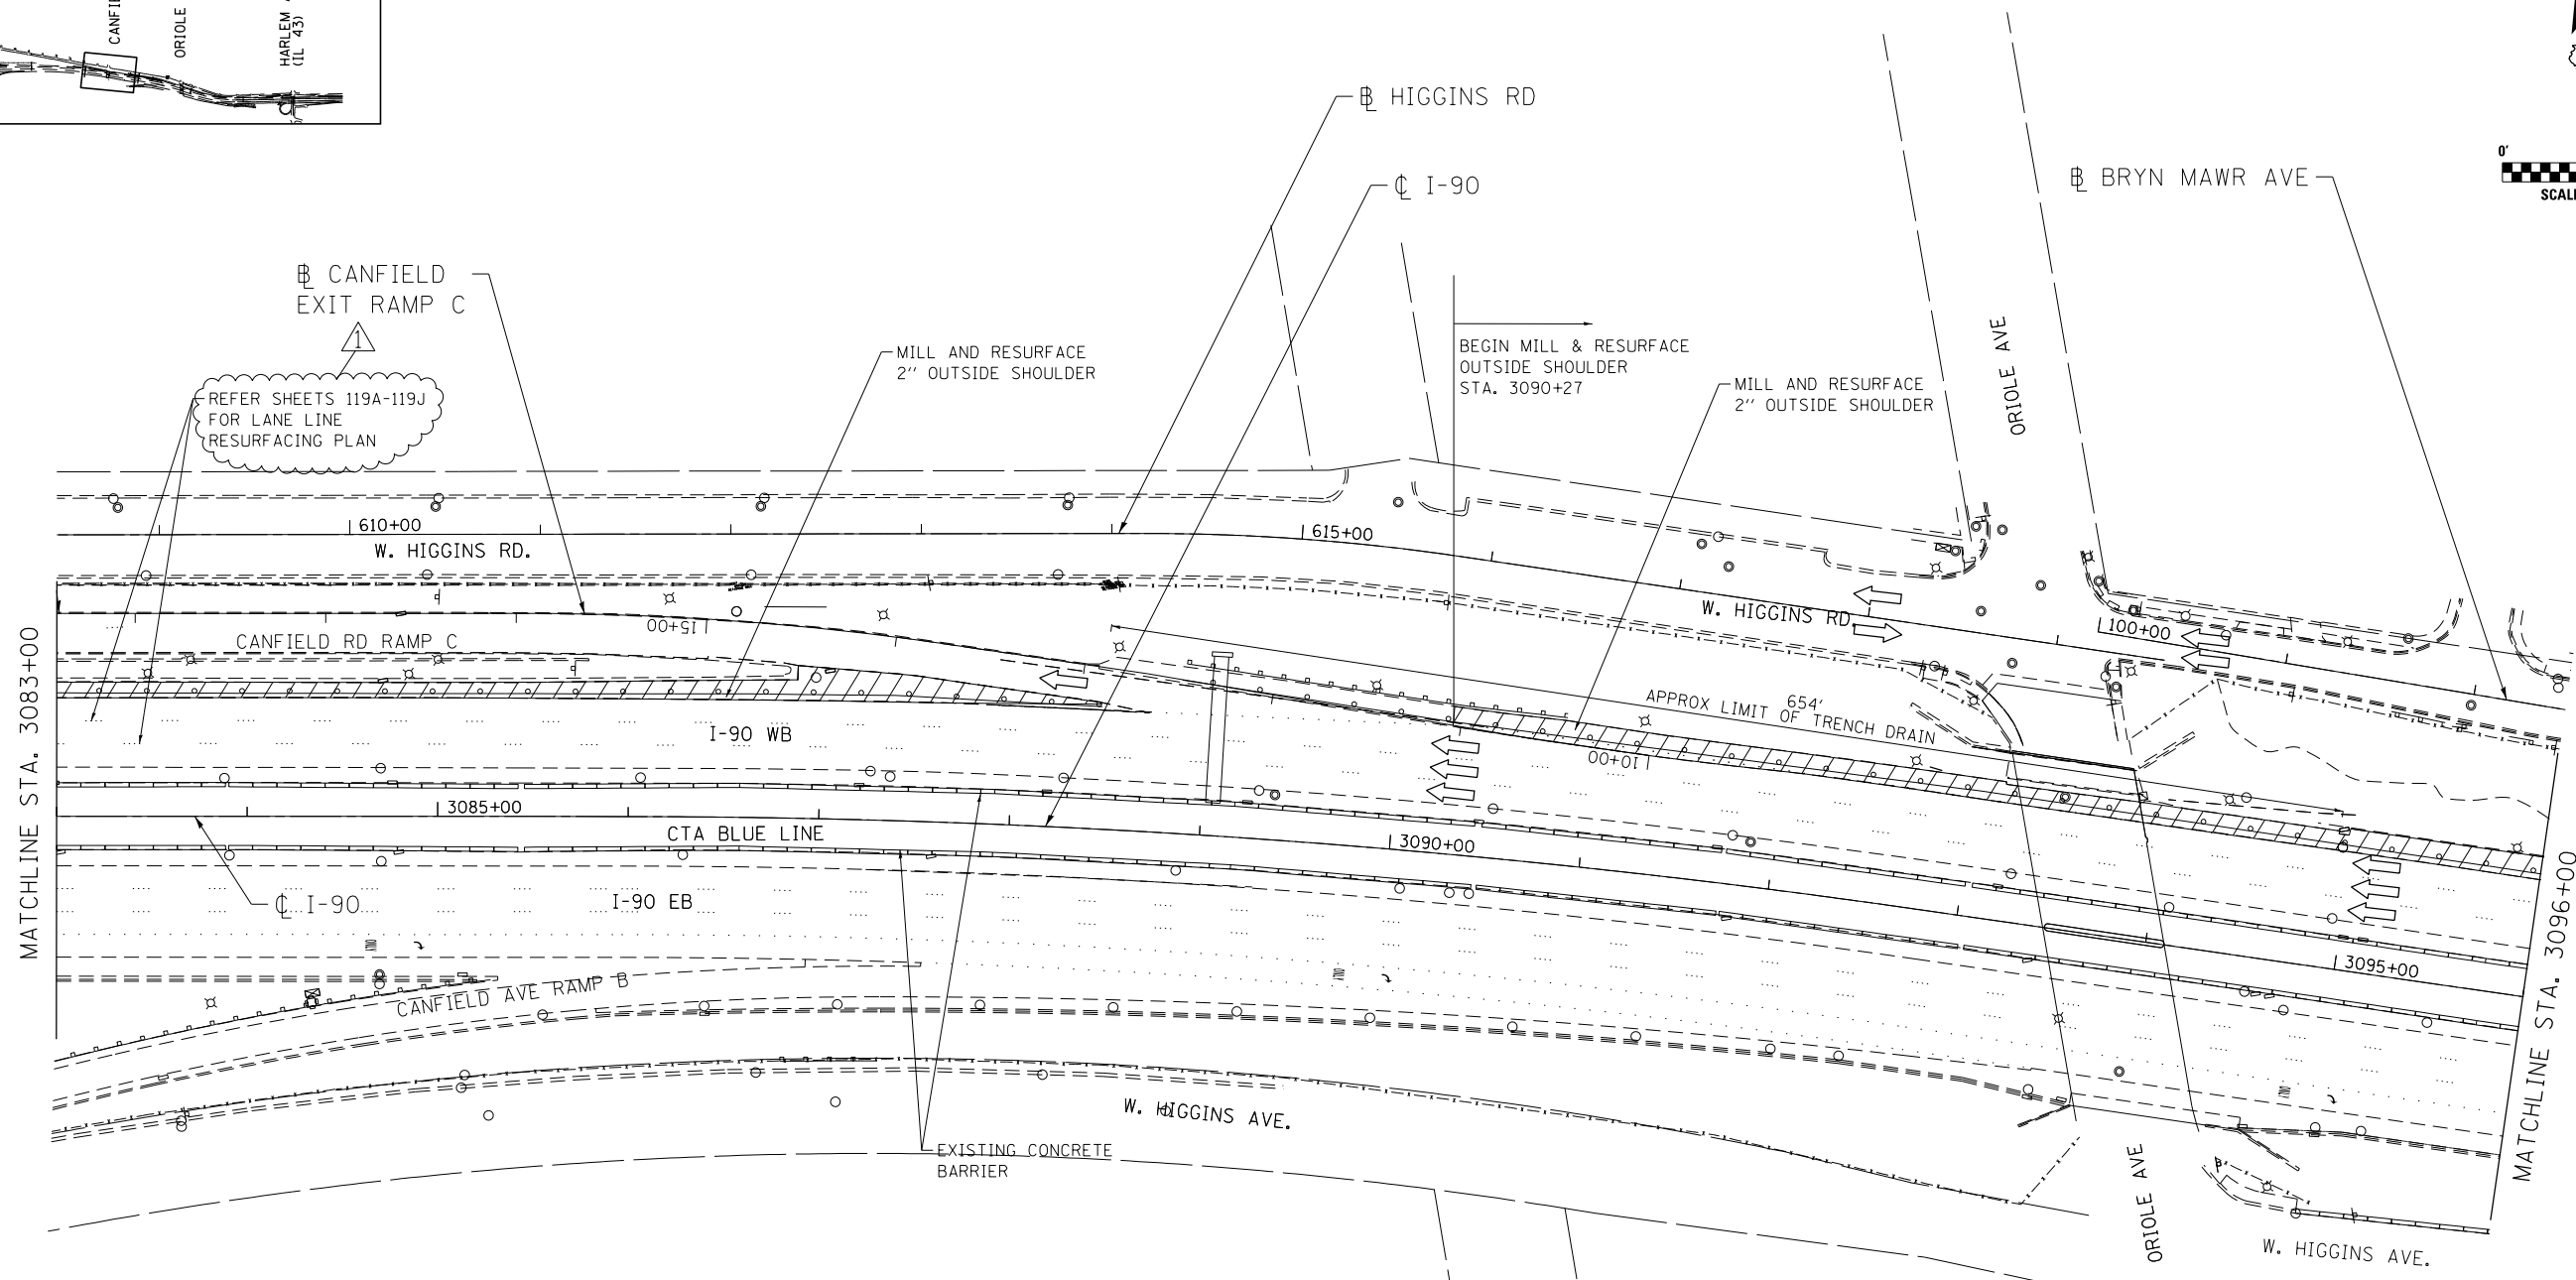 ORIOLE
HARLEM
(IL 43)
℄ HIGGINS RD
℄ I-90
℄ BRYN MAWR AVE
0'
℄ CANFIELD
EXIT RAMP C
1
REFER SHEETS 119A-119J
FOR LANE LINE
RESURFACING PLAN
MILL AND RESURFACE
2" OUTSIDE SHOULDER
BEGIN MILL & RESURFACE
OUTSIDE SHOULDER
STA. 3090+27
MILL AND RESURFACE
2" OUTSIDE SHOULDER
ORIOLE AVE
610+00
W. HIGGINS RD.
615+00
W. HIGGINS RD.
100+00
CANFIELD RD RAMP C
15+00
654'
APPROX LIMIT OF TRENCH DRAIN
10+00
I-90 WB
3085+00
CTA BLUE LINE
3090+00
3095+00
℄ I-90
I-90 EB
CANFIELD AVE RAMP B
W. HIGGINS AVE.
EXISTING CONCRETE
BARRIER
ORIOLE AVE
W. HIGGINS AVE.
MATCHLINE STA. 3083+00
MATCHLINE STA. 3096+00